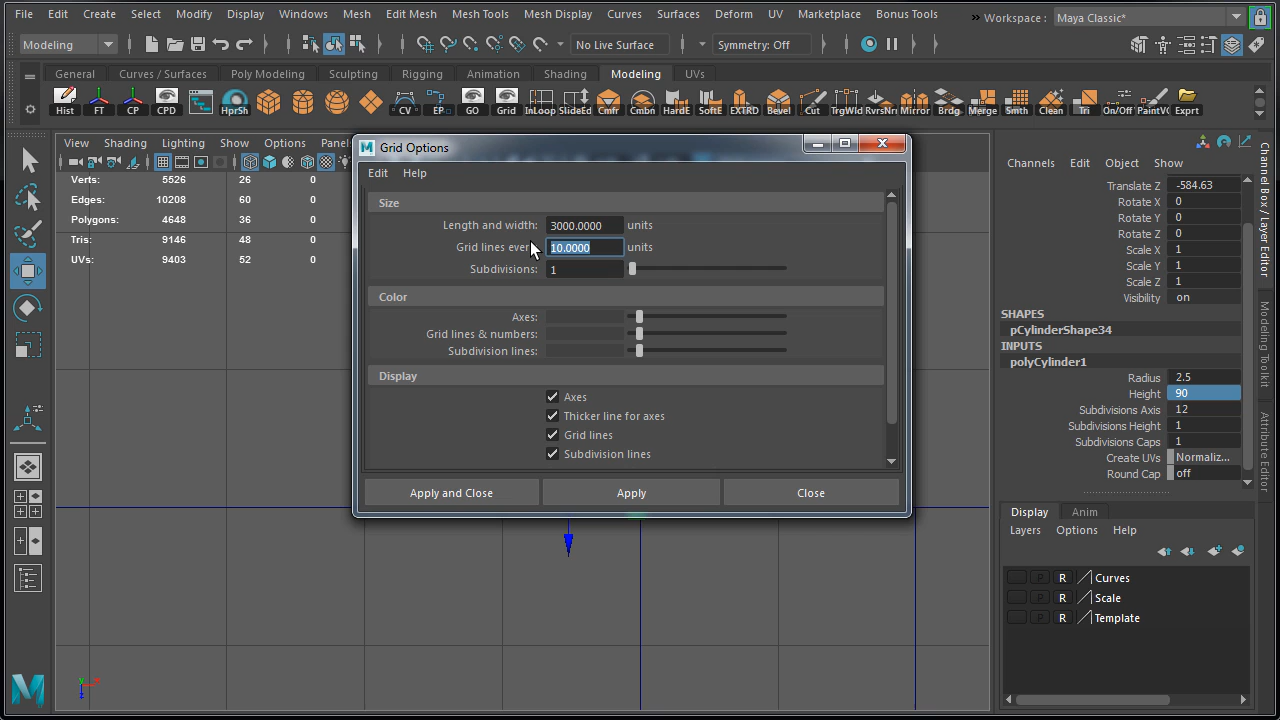 File Edit Create Select Modify Display Windows Mesh Edit Mesh Mesh Tools Mesh Display Curves Surfaces Deform UV Marketplace Bonus Tools » Workspace : Maya Classic*
Modeling No Live Surface Symmetry: Off
General Curves / Surfaces Poly Modeling Sculpting Rigging Animation Shading Modeling UVs
Hist FT CP CPD HprSh CV EP GO Grid InLoop SlideEd Cmfr Cmbn HardE SoftE EXTRD Bevel Cut TrgWld RvrsNn Mirror Brdg Merge Smth Clean Tri On/Off PaintVC Exprt
View Shading Lighting Show Options Panel
Verts: 5526 26 0
Edges: 10208 60 0
Polygons: 4648 36 0
Tris: 9146 48 0
UVs: 9403 52 0
Grid Options
Edit Help
Size
Length and width: 3000.0000 units
Grid lines ever 10.0000 units
Subdivisions: 1
Color
Axes:
Grid lines & numbers:
Subdivision lines:
Display
Axes
Thicker line for axes
Grid lines
Subdivision lines
Apply and Close Apply Close
Channels Edit Object Show
Translate Z -584.63
Rotate X 0
Rotate Y 0
Rotate Z 0
Scale X 1
Scale Y 1
Scale Z 1
Visibility on
SHAPES
pCylinderShape34
INPUTS
polyCylinder1
Radius 2.5
Height 90
Subdivisions Axis 12
Subdivisions Height 1
Subdivisions Caps 1
Create UVs Normaliz...
Round Cap off
Display Anim
Layers Options Help
R Curves
P R Scale
P R Template
Channel Box / Layer Editor
Modeling Toolkit
Attribute Editor